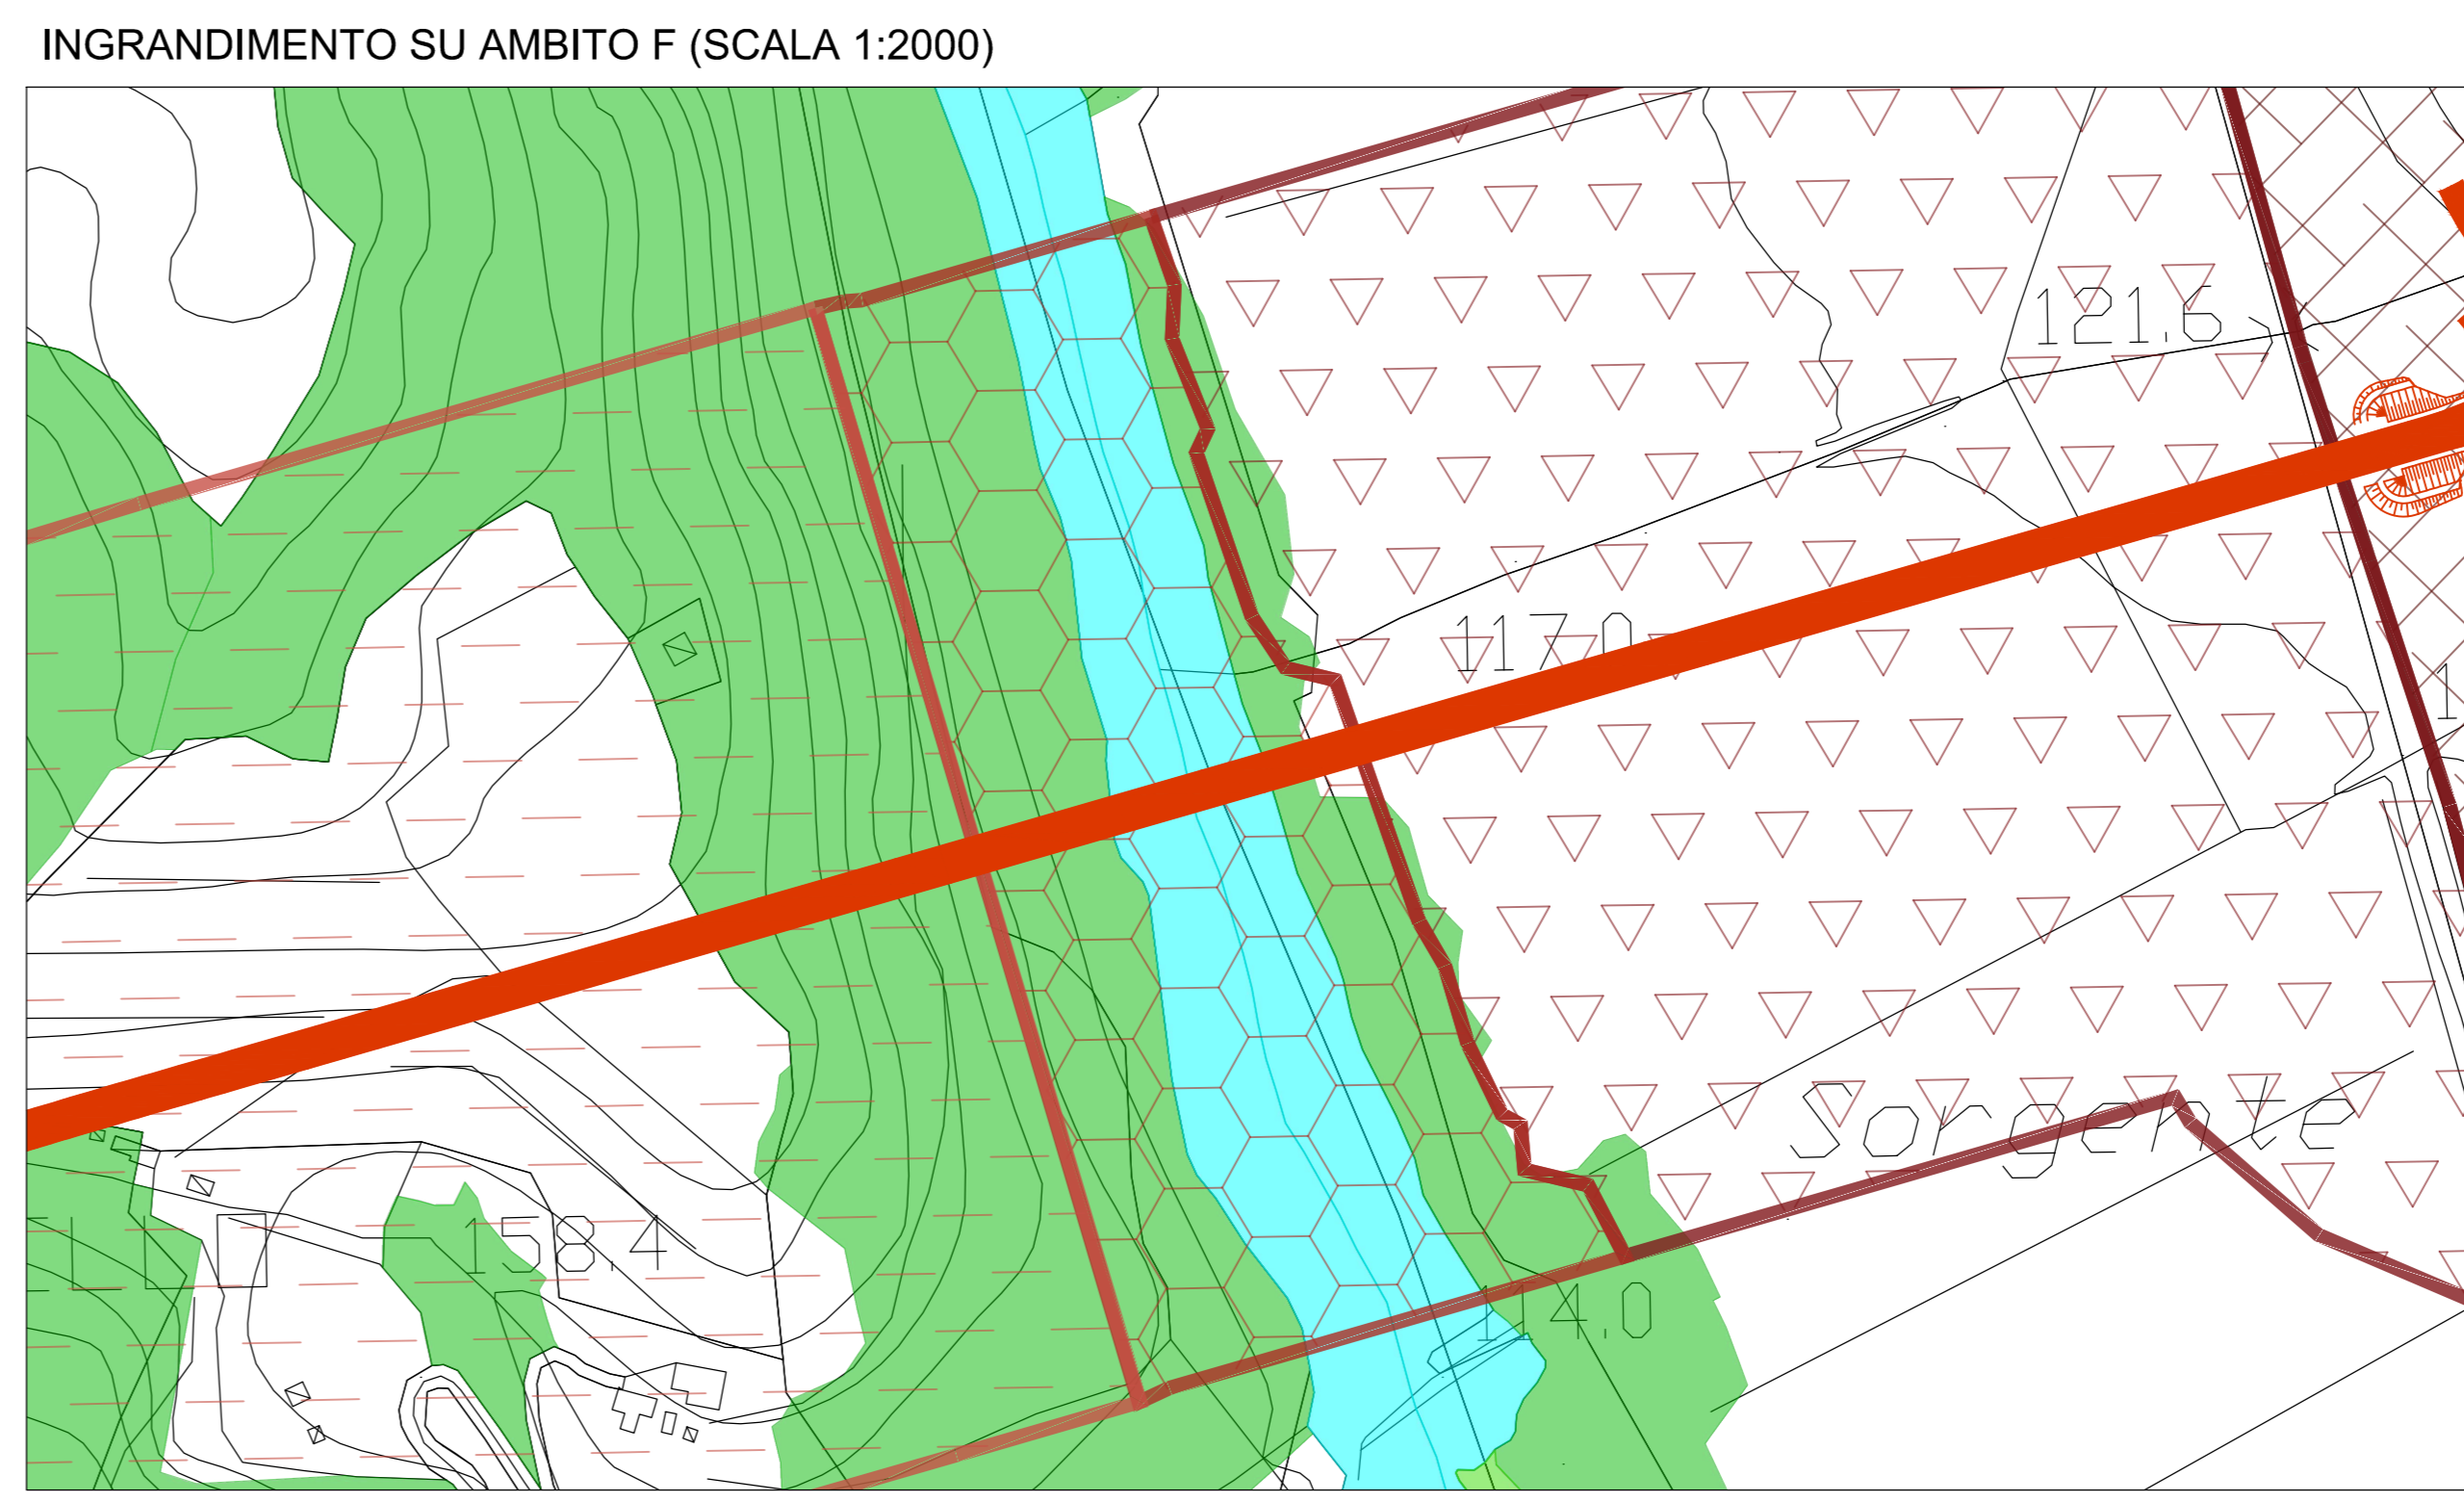 INGRANDIMENTO SU AMBITO F (SCALA 1:2000)
121.6
117.0
Sorgente
158.4
114.0